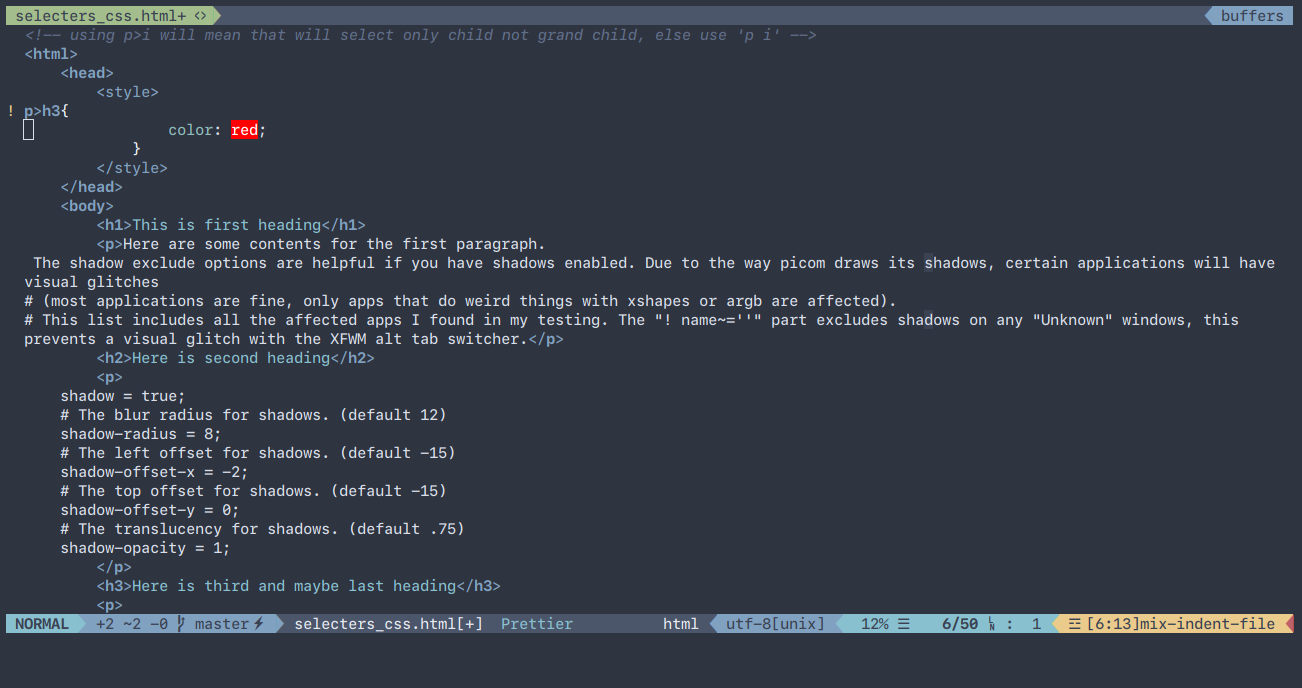 selecters_css.html+ <> buffers
<!-- using p>i will mean that will select only child not grand child, else use 'p i' -->
<html>
<head>
<style>
! p>h3{
color: red;
}
</style>
</head>
<body>
<h1>This is first heading</h1>
<p>Here are some contents for the first paragraph.
The shadow exclude options are helpful if you have shadows enabled. Due to the way picom draws its shadows, certain applications will have
visual glitches
# (most applications are fine, only apps that do weird things with xshapes or argb are affected).
# This list includes all the affected apps I found in my testing. The "! name~=''" part excludes shadows on any "Unknown" windows, this
prevents a visual glitch with the XFWM alt tab switcher.</p>
<h2>Here is second heading</h2>
<p>
shadow = true;
# The blur radius for shadows. (default 12)
shadow-radius = 8;
# The left offset for shadows. (default -15)
shadow-offset-x = -2;
# The top offset for shadows. (default -15)
shadow-offset-y = 0;
# The translucency for shadows. (default .75)
shadow-opacity = 1;
</p>
<h3>Here is third and maybe last heading</h3>
<p>
NORMAL +2 ~2 -0 master⚡ selecters_css.html[+] Prettier html utf-8[unix] 12% ☰ 6/50 ㏑ : 1 ☲ [6:13]mix-indent-file